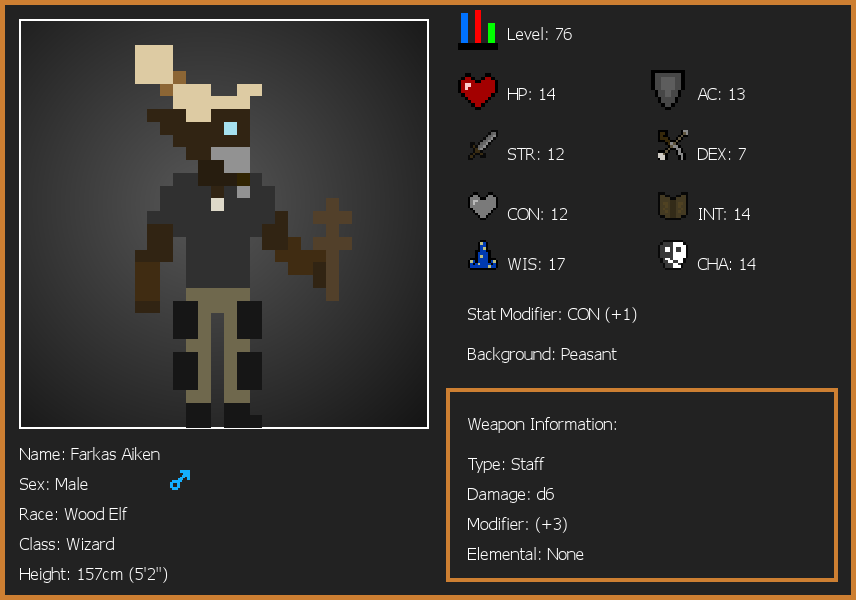 Level: 76
HP: 14
AC: 13
STR: 12
DEX: 7
CON: 12
INT: 14
WIS: 17
CHA: 14
Stat Modifier: CON (+1)
Background: Peasant
Weapon Information:
Type: Staff
Damage: d6
Modifier: (+3)
Elemental: None
Name: Farkas Aiken
Sex: Male
Race: Wood Elf
Class: Wizard
Height: 157cm (5'2")